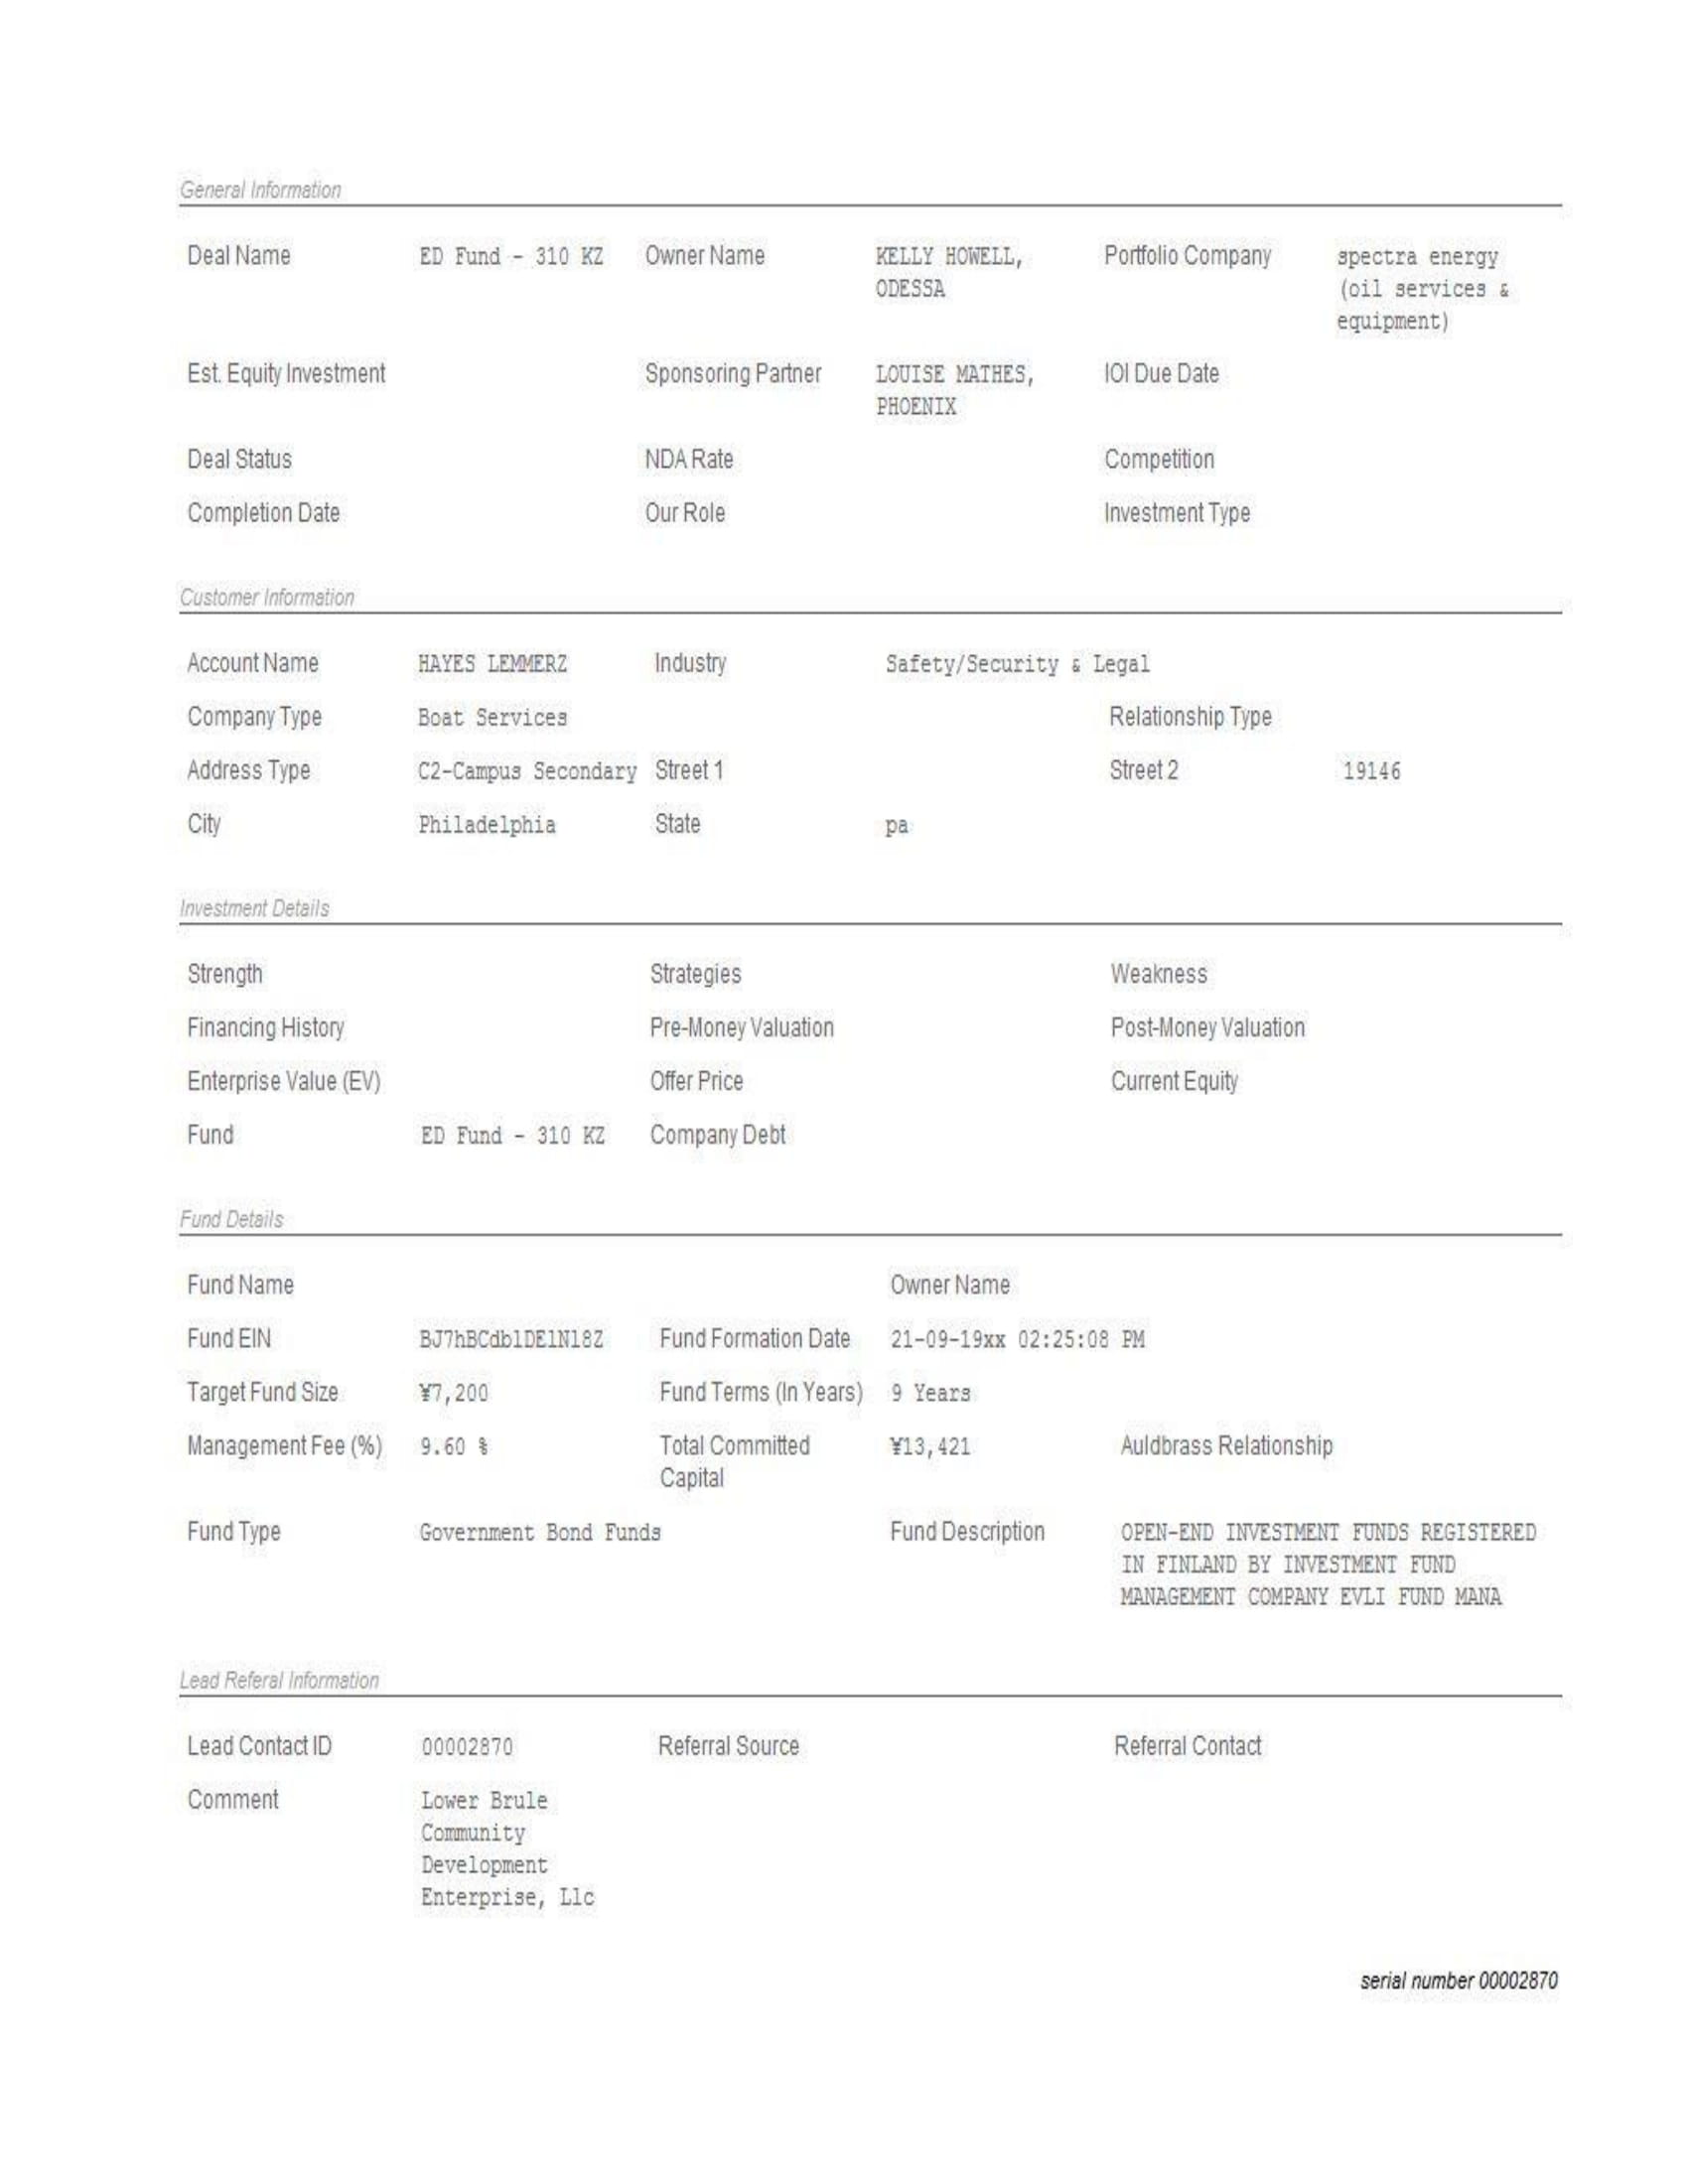 General Information
Deal Name ED Fund - 310 KZ Owner Name KELLY HOWELL, Portfolio Company spectra energy
ODESSA (oil services &
equipment)
Est. Equity Investment Sponsoring Partner LOUISE MATHES, IOI Due Date
PHOENIX
Deal Status NDA Rate Competition
Completion Date Our Role Investment Type
Customer Information
Account Name HAYES LEMMERZ Industry Safety/Security & Legal
Company Type Boat Services Relationship Type
Address Type C2-Campus Secondary Street 1 Street 2 19146
City Philadelphia State pa
Investment Details
Strength Strategies Weakness
Financing History Pre-Money Valuation Post-Money Valuation
Enterprise Value (EV) Offer Price Current Equity
Fund ED Fund - 310 KZ Company Debt
Fund Details
Fund Name Owner Name
Fund EIN BJ7hBCdblDElNl8Z Fund Formation Date 21-09-19xx 02:25:08 PM
Target Fund Size ¥7,200 Fund Terms (In Years) 9 Years
Management Fee (%) 9.60 % Total Committed ¥13,421 Auldbrass Relationship
Capital
Fund Type Government Bond Funds Fund Description OPEN-END INVESTMENT FUNDS REGISTERED
IN FINLAND BY INVESTMENT FUND
MANAGEMENT COMPANY EVLI FUND MANA
Lead Referal Information
Lead Contact ID 00002870 Referral Source Referral Contact
Comment Lower Brule
Community
Development
Enterprise, Llc
serial number 00002870